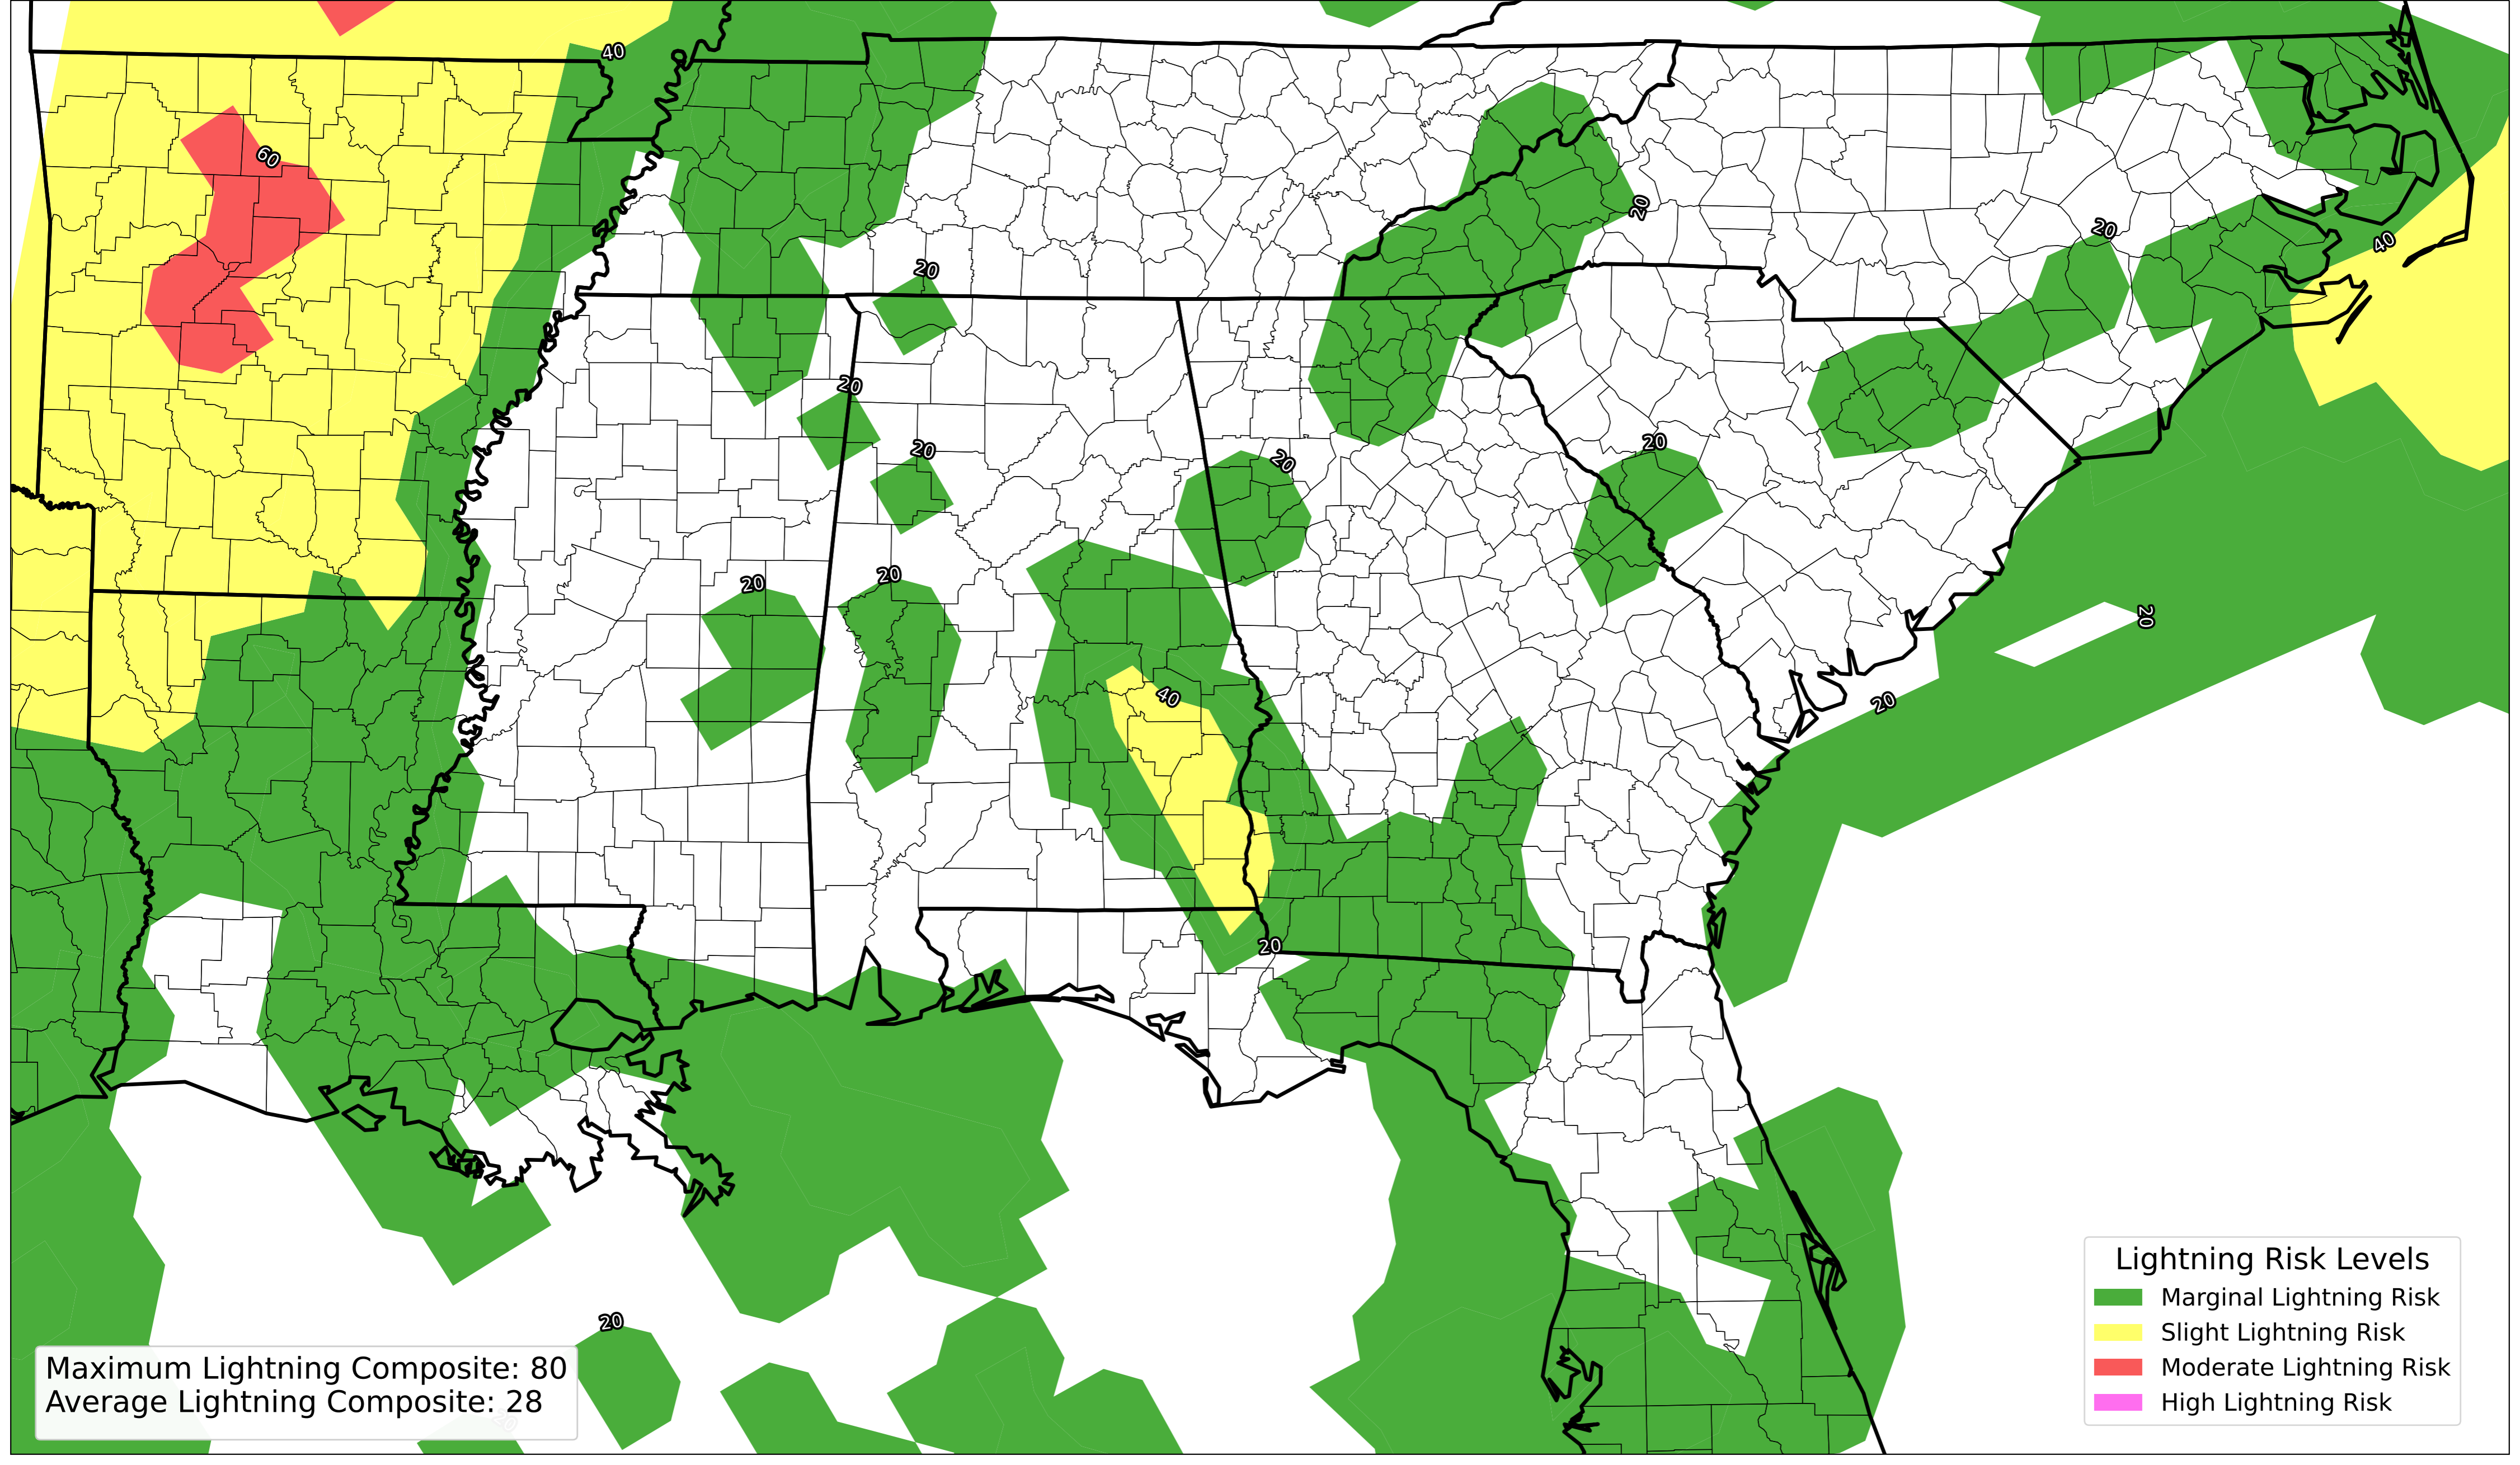 40
60
20
20
40
20
20
20
20
20
20
20
20
20
40
20
20
20
Lightning Risk Levels
Marginal Lightning Risk
Slight Lightning Risk
Moderate Lightning Risk
High Lightning Risk
Maximum Lightning Composite: 80
Average Lightning Composite: 28
20